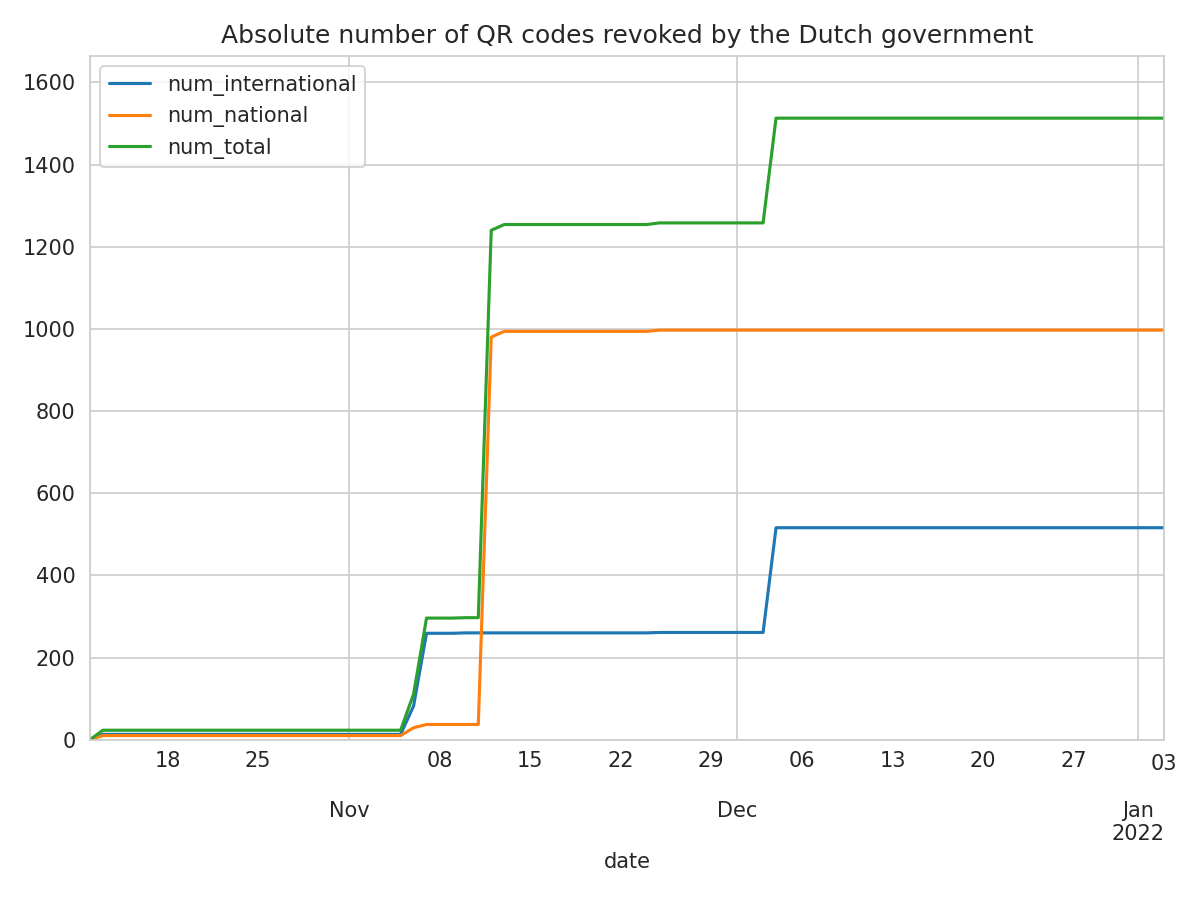 Absolute number of QR codes revoked by the Dutch government
num_international
num_national
num_total
1600
1400
1200
1000
800
600
400
200
0
18 25 08 15 22 29 06 13 20 27 03
Nov Dec Jan
2022
date